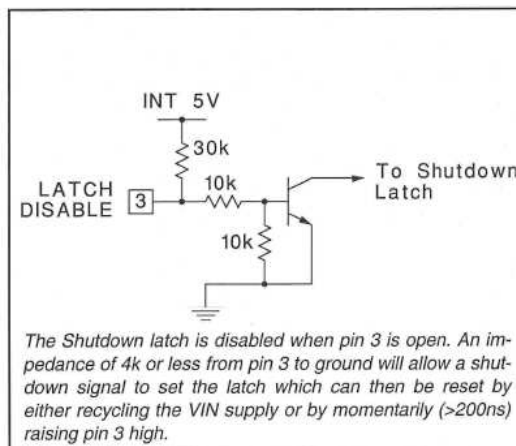 INT 5V
30k
LATCH
DISABLE
3
10k
To Shutdown
Latch
10k
The Shutdown latch is disabled when pin 3 is open. An im-
pedance of 4k or less from pin 3 to ground will allow a shut-
down signal to set the latch which can then be reset by
either recycling the VIN supply or by momentarily (>200ns)
raising pin 3 high.